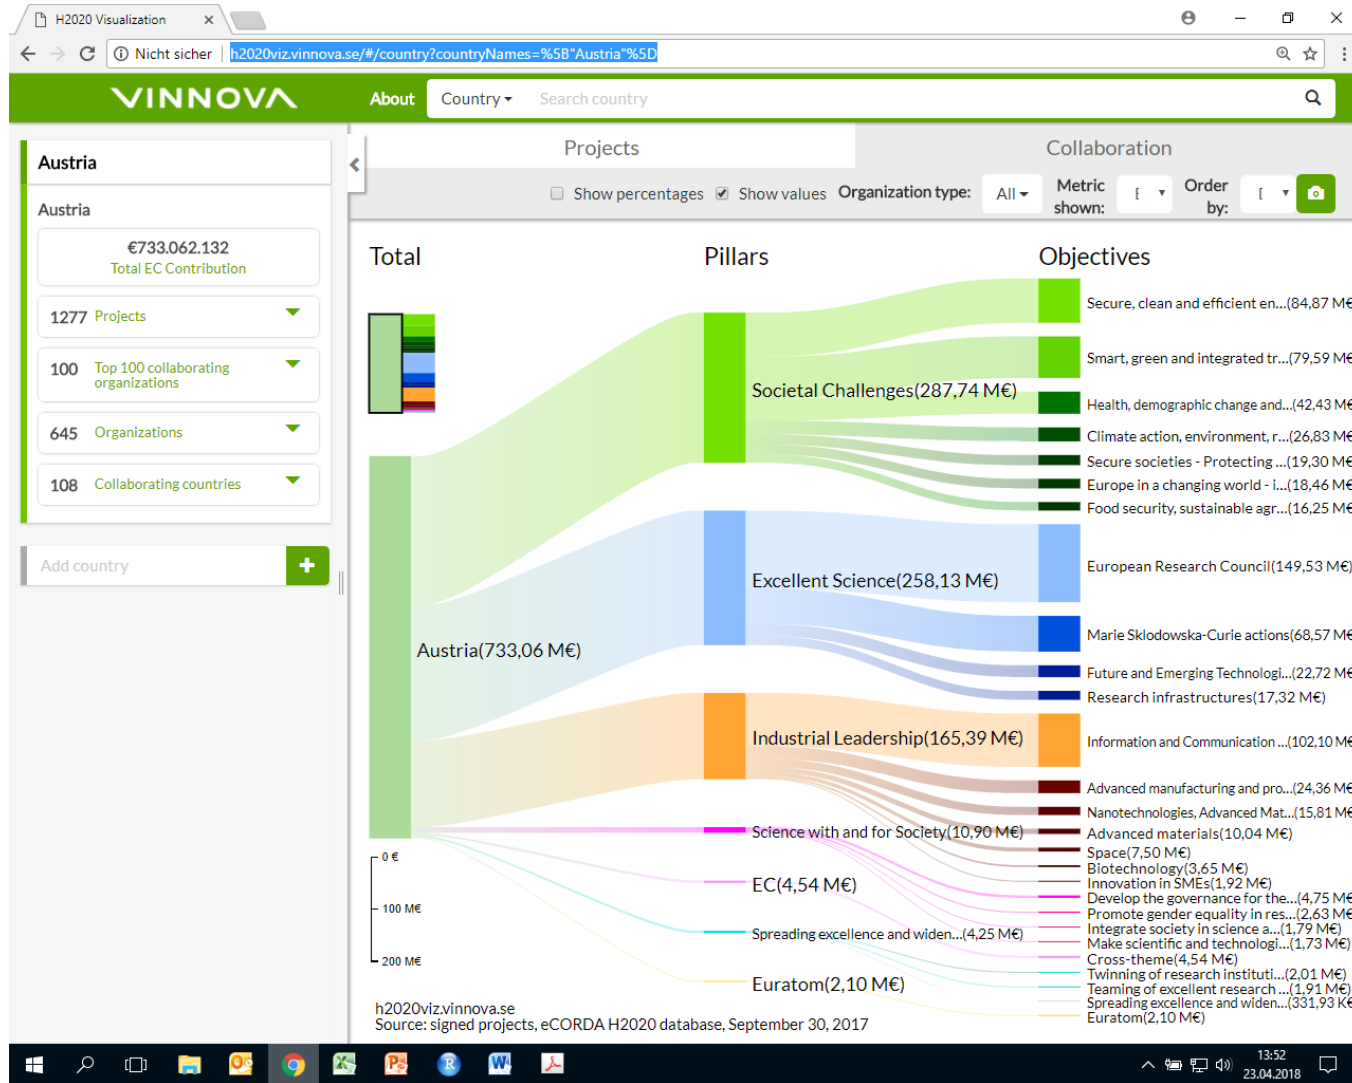 H2020 Visualization
Nicht sicher h2020viz.vinnova.se/#/country?countryNames=%5B"Austria"%5D
VINNOVA About Country Search country
Austria
Austria
€733.062.132
Total EC Contribution
1277 Projects
100 Top 100 collaborating
organizations
645 Organizations
108 Collaborating countries
Add country
Projects Collaboration
Show percentages Show values Organization type: All Metric
shown: Order
by:
Total Pillars Objectives
Austria(733,06 M€)
0 €
100 M€
200 M€
Societal Challenges(287,74 M€)
Excellent Science(258,13 M€)
Industrial Leadership(165,39 M€)
Science with and for Society(10,90 M€)
EC(4,54 M€)
Spreading excellence and widen...(4,25 M€)
Euratom(2,10 M€)
Secure, clean and efficient en...(84,87 M€
Smart, green and integrated tr...(79,59 M€
Health, demographic change and...(42,43 M€
Climate action, environment, r...(26,83 M€
Secure societies - Protecting ...(19,30 M€
Europe in a changing world - i...(18,46 M€
Food security, sustainable agr...(16,25 M€
European Research Council(149,53 M€)
Marie Sklodowska-Curie actions(68,57 M€
Future and Emerging Technologi...(22,72 M€
Research infrastructures(17,32 M€)
Information and Communication ...(102,10 M€
Advanced manufacturing and pro...(24,36 M€
Nanotechnologies, Advanced Mat...(15,81 M€
Advanced materials(10,04 M€)
Space(7,50 M€)
Biotechnology(3,65 M€)
Innovation in SMEs(1,92 M€)
Develop the governance for the...(4,75 M€
Promote gender equality in res...(2,63 M€)
Integrate society in science a...(1,79 M€)
Make scientific and technologi...(1,73 M€)
Cross-theme(4,54 M€)
Twinning of research instituti...(2,01 M€)
Teaming of excellent research ...(1,91 M€)
Spreading excellence and widen...(331,93 K€
Euratom(2,10 M€)
h2020viz.vinnova.se
Source: signed projects, eCORDA H2020 database, September 30, 2017
13:52
23.04.2018